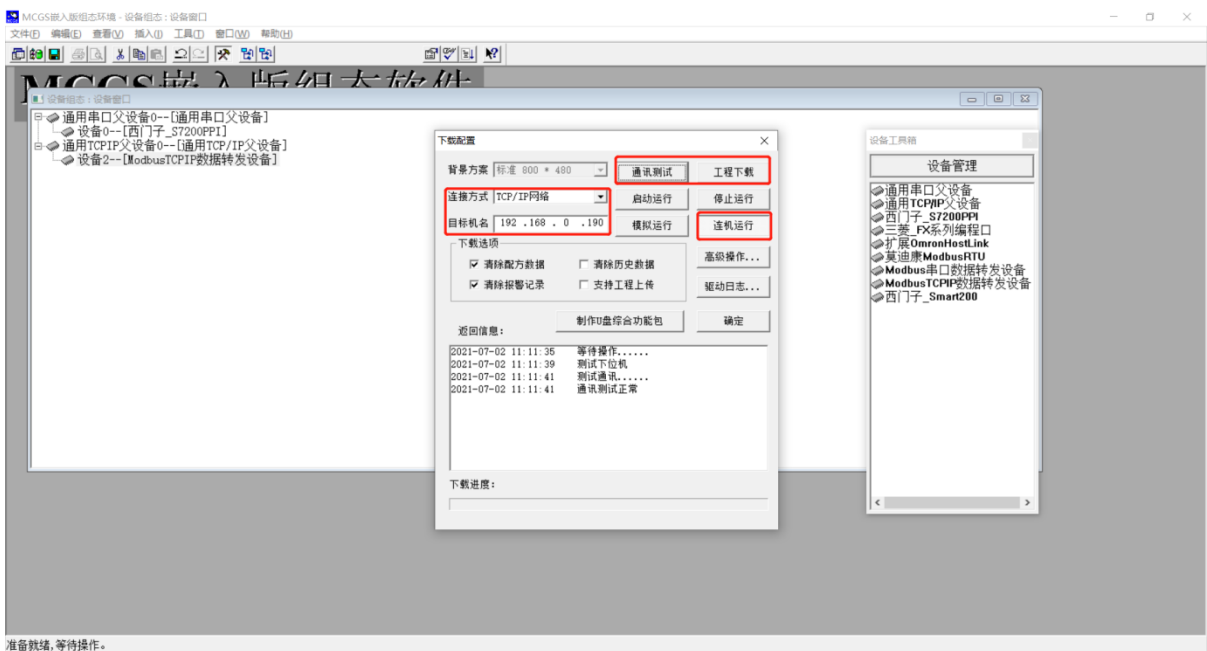 MCGS嵌入版组态环境 - 设备组态 : 设备窗口
文件(F) 编辑(E) 查看(V) 插入(I) 工具(T) 窗口(W) 帮助(H)
MCGS嵌入版组态软件
设备组态 : 设备窗口
通用串口父设备0--[通用串口父设备]
设备0--[西门子_S7200PPI]
通用TCPIP父设备0--[通用TCP/IP父设备]
设备2--[ModbusTCPIP数据转发设备]
下载配置
背景方案 标准 800 * 480 通讯测试 工程下载
连接方式 TCP/IP网络 启动运行 停止运行
目标机名 192 .168 . 0 .190 模拟运行 连机运行
下载选项
清除配方数据 清除历史数据 高级操作...
清除报警记录 支持工程上传 驱动日志...
制作U盘综合功能包 确定
返回信息:
2021-07-02 11:11:35 等待操作......
2021-07-02 11:11:39 测试下位机
2021-07-02 11:11:41 测试通讯......
2021-07-02 11:11:41 通讯测试正常
下载进度:
设备工具箱
设备管理
通用串口父设备
通用TCP/IP父设备
西门子_S7200PPI
三菱_FX系列编程口
扩展OmronHostLink
莫迪康ModbusRTU
Modbus串口数据转发设备
ModbusTCPIP数据转发设备
西门子_Smart200
准备就绪,等待操作。